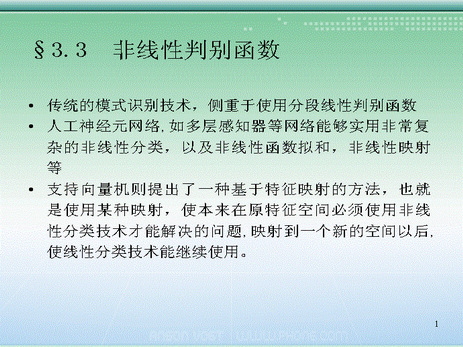 §3.3 非线性判别函数
• 传统的模式识别技术，侧重于使用分段线性判别函数
• 人工神经元网络,如多层感知器等网络能够实用非常复
杂的非线性分类，以及非线性函数拟和，非线性映射
等
• 支持向量机则提出了一种基于特征映射的方法，也就
是使用某种映射，使本来在原特征空间必须使用非线
性分类技术才能解决的问题,映射到一个新的空间以后,
使线性分类技术能继续使用。
1